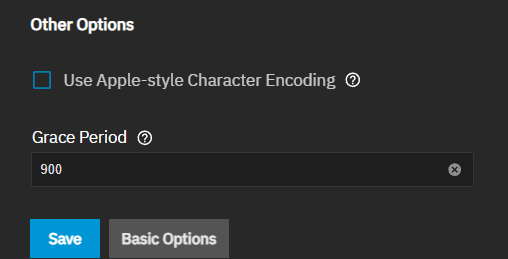 Other Options
Use Apple-style Character Encoding
Grace Period
900
Save
Basic Options